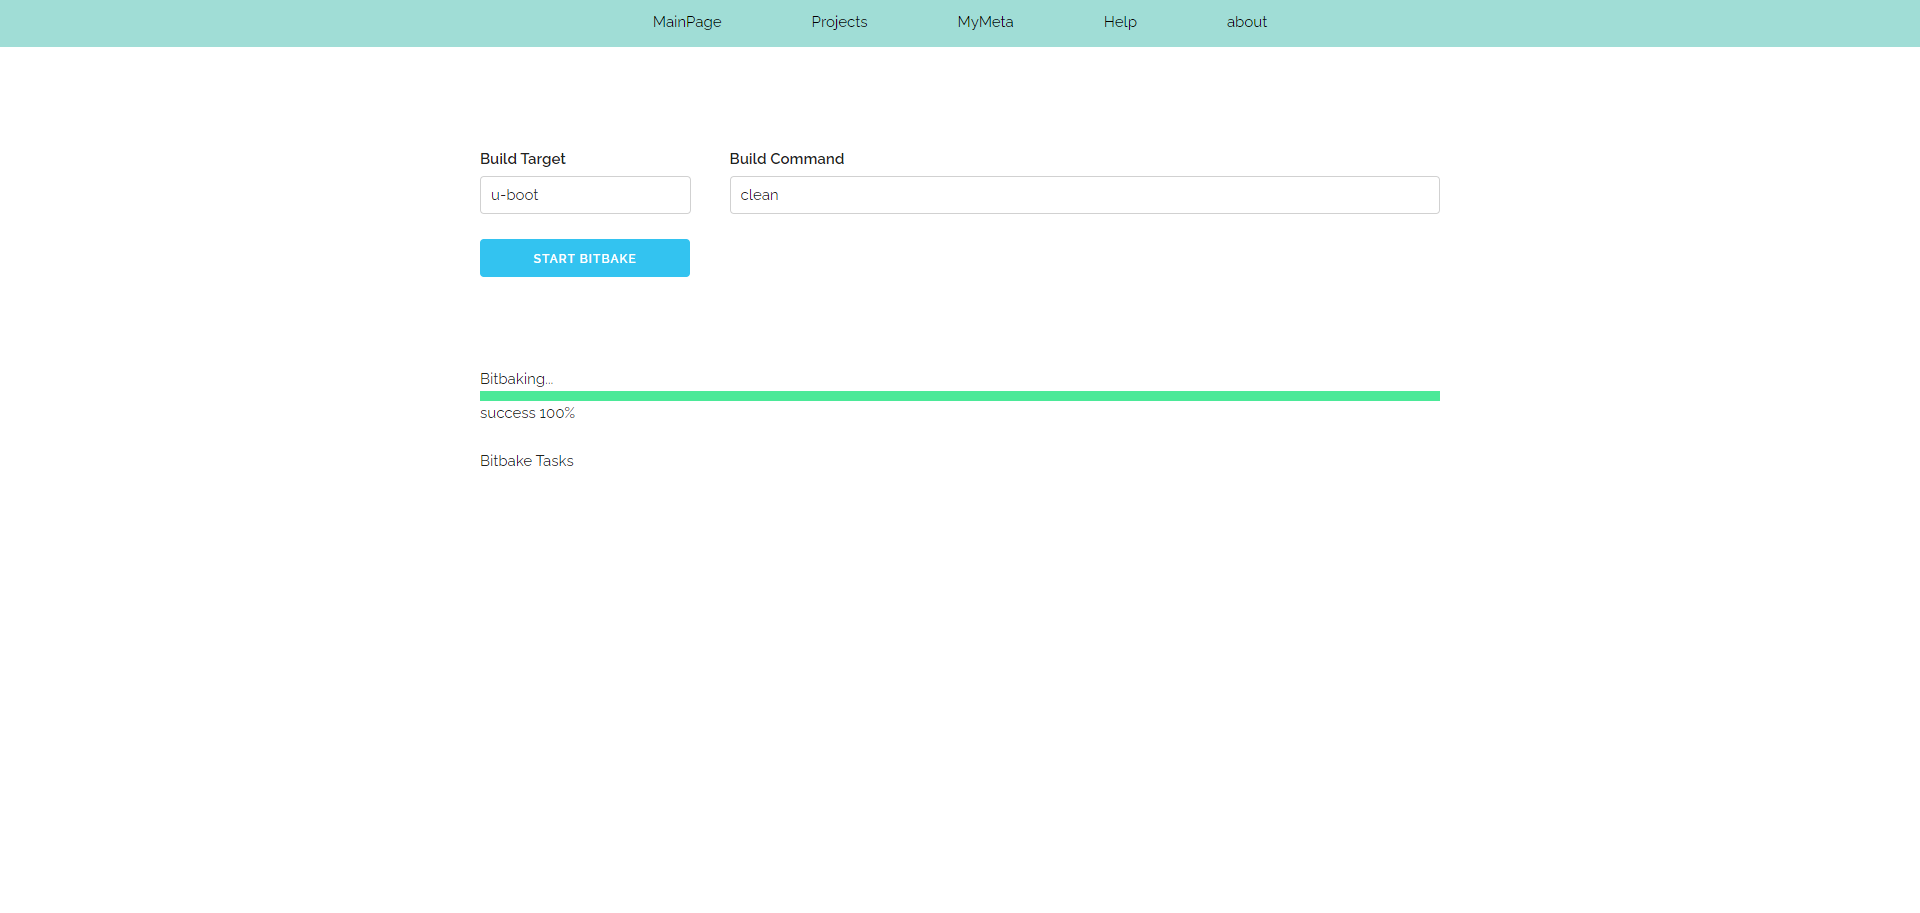 MainPage Projects MyMeta Help about
Build Target Build Command
u-boot clean
START BITBAKE
Bitbaking...
success 100%
Bitbake Tasks